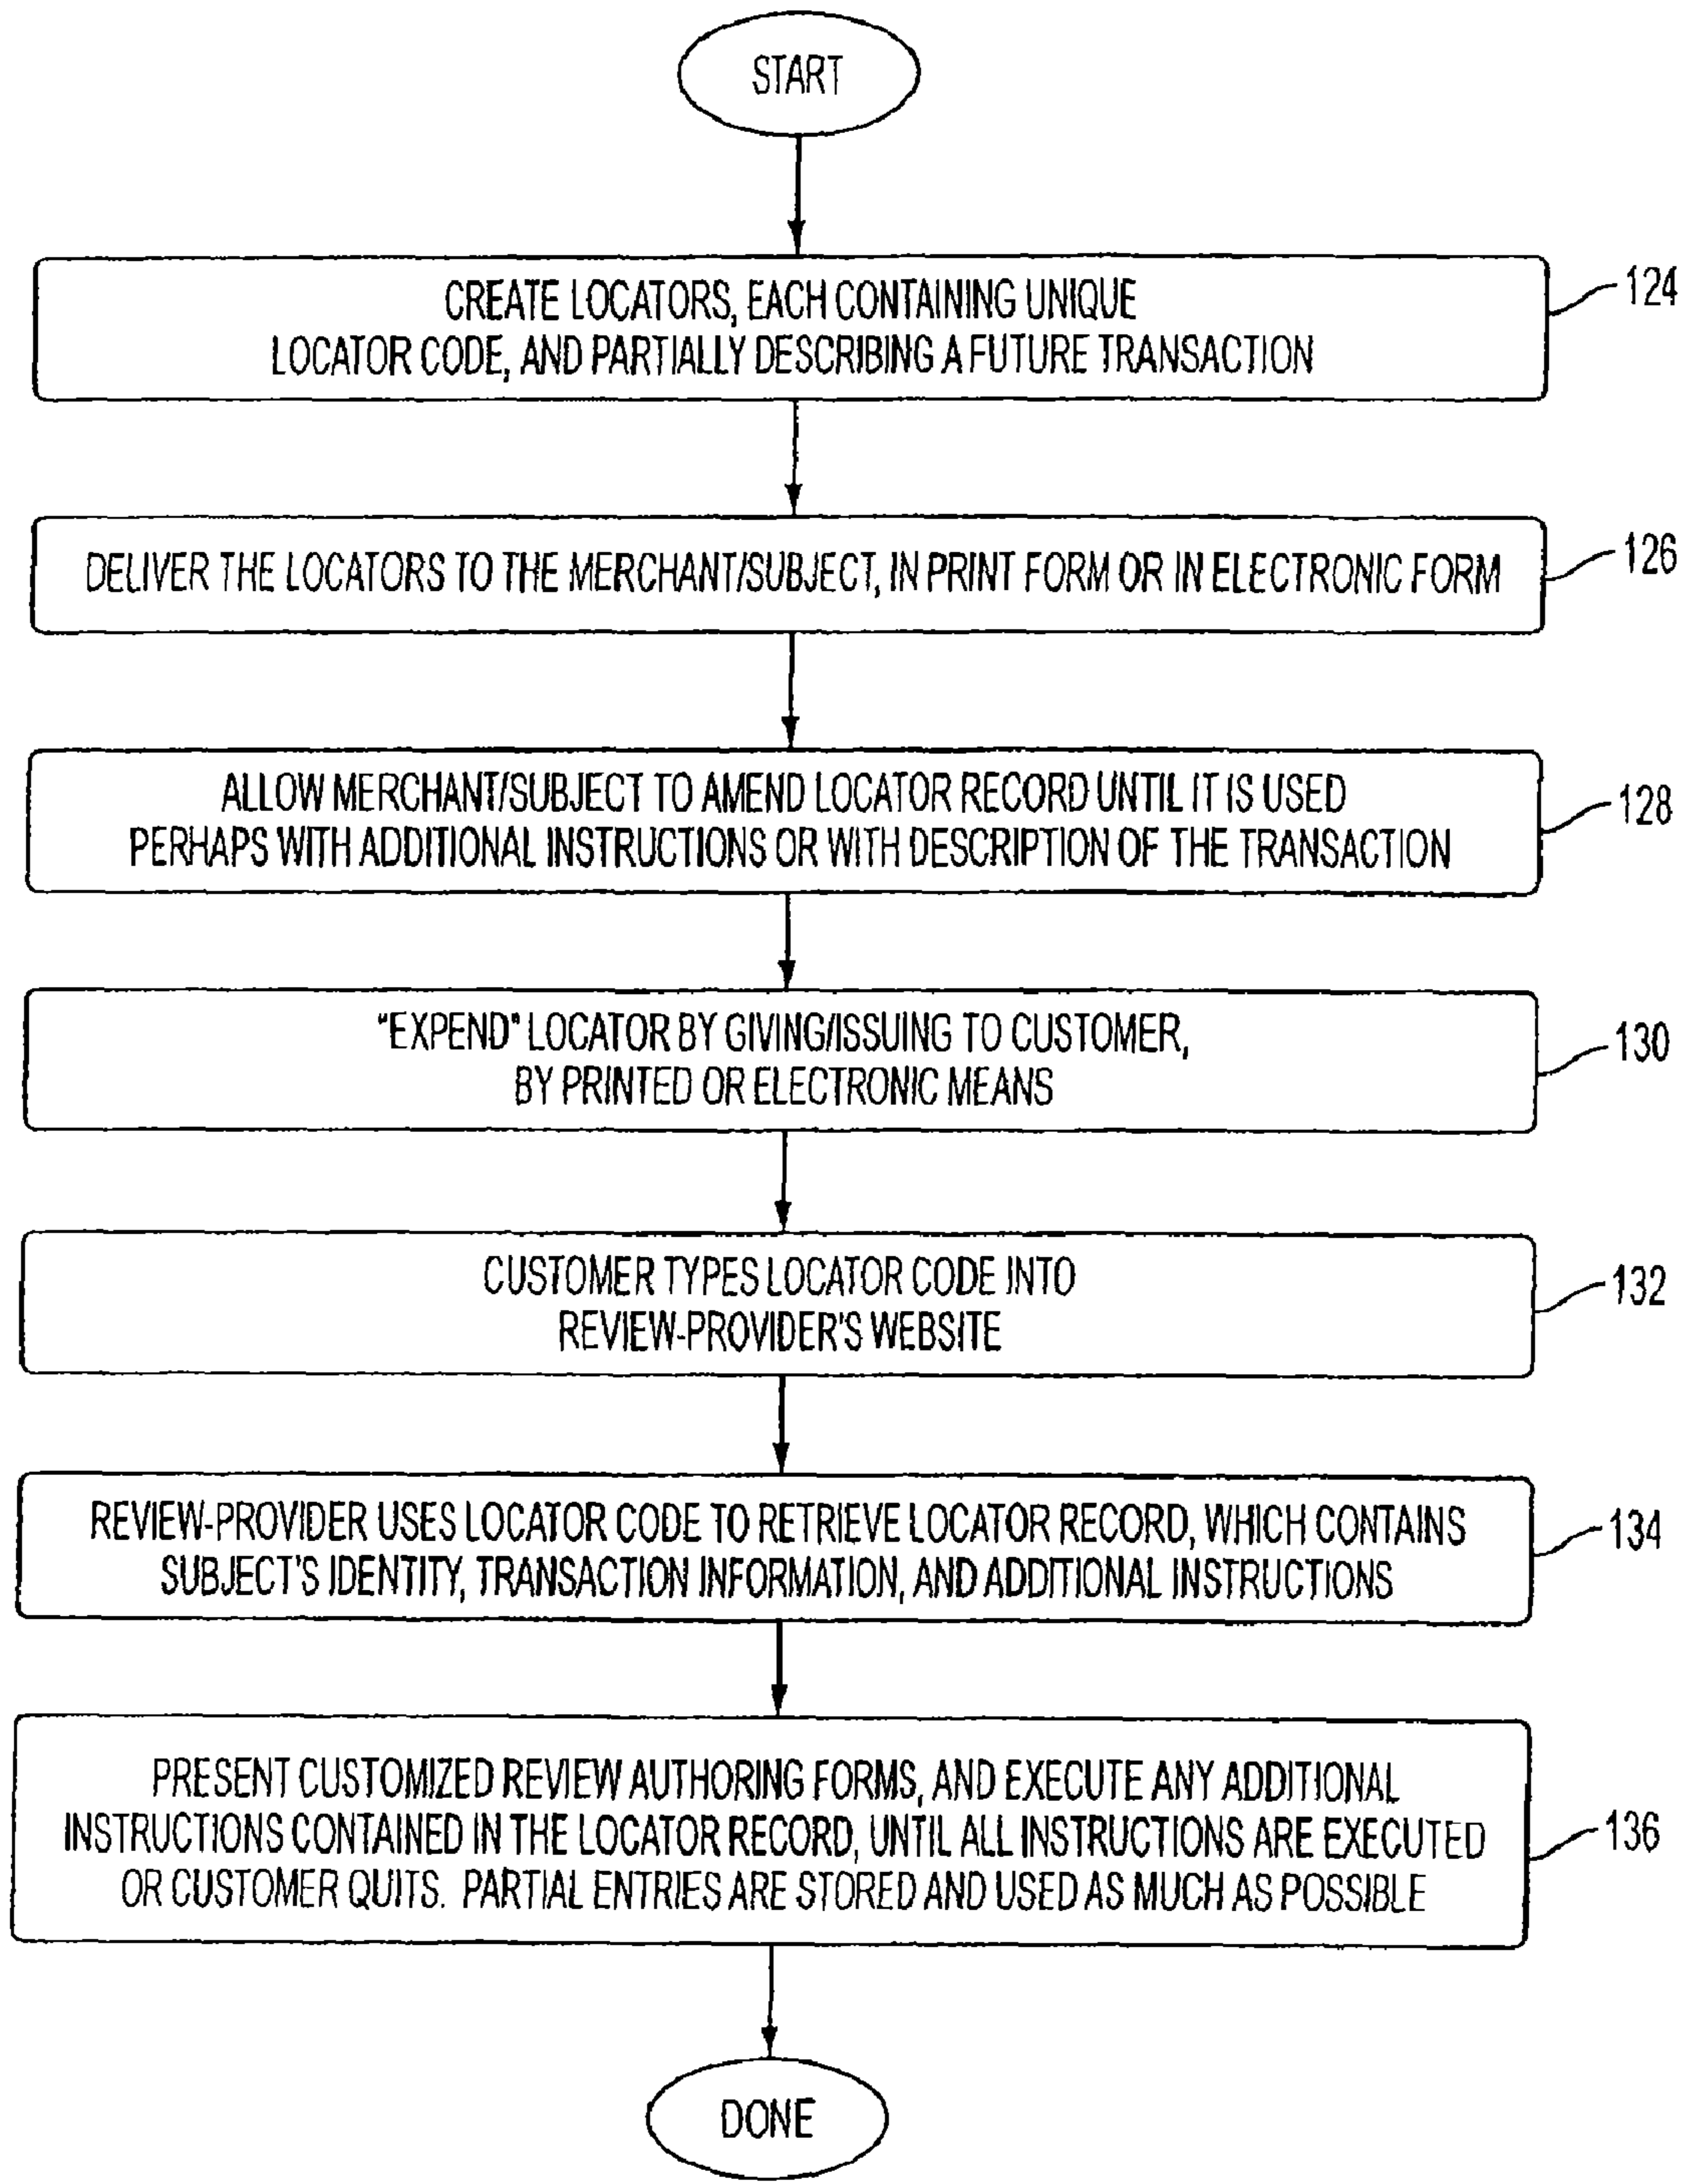 START
CREATE LOCATORS, EACH CONTAINING UNIQUE
LOCATOR CODE, AND PARTIALLY DESCRIBING A FUTURE TRANSACTION
124
DELIVER THE LOCATORS TO THE MERCHANT/SUBJECT, IN PRINT FORM OR IN ELECTRONIC FORM
126
ALLOW MERCHANT/SUBJECT TO AMEND LOCATOR RECORD UNTIL IT IS USED
PERHAPS WITH ADDITIONAL INSTRUCTIONS OR WITH DESCRIPTION OF THE TRANSACTION
128
"EXPEND" LOCATOR BY GIVING/ISSUING TO CUSTOMER,
BY PRINTED OR ELECTRONIC MEANS
130
CUSTOMER TYPES LOCATOR CODE INTO
REVIEW-PROVIDER'S WEBSITE
132
REVIEW-PROVIDER USES LOCATOR CODE TO RETRIEVE LOCATOR RECORD, WHICH CONTAINS
SUBJECT'S IDENTITY, TRANSACTION INFORMATION, AND ADDITIONAL INSTRUCTIONS
134
PRESENT CUSTOMIZED REVIEW AUTHORING FORMS, AND EXECUTE ANY ADDITIONAL
INSTRUCTIONS CONTAINED IN THE LOCATOR RECORD, UNTIL ALL INSTRUCTIONS ARE EXECUTED
OR CUSTOMER QUITS. PARTIAL ENTRIES ARE STORED AND USED AS MUCH AS POSSIBLE
136
DONE